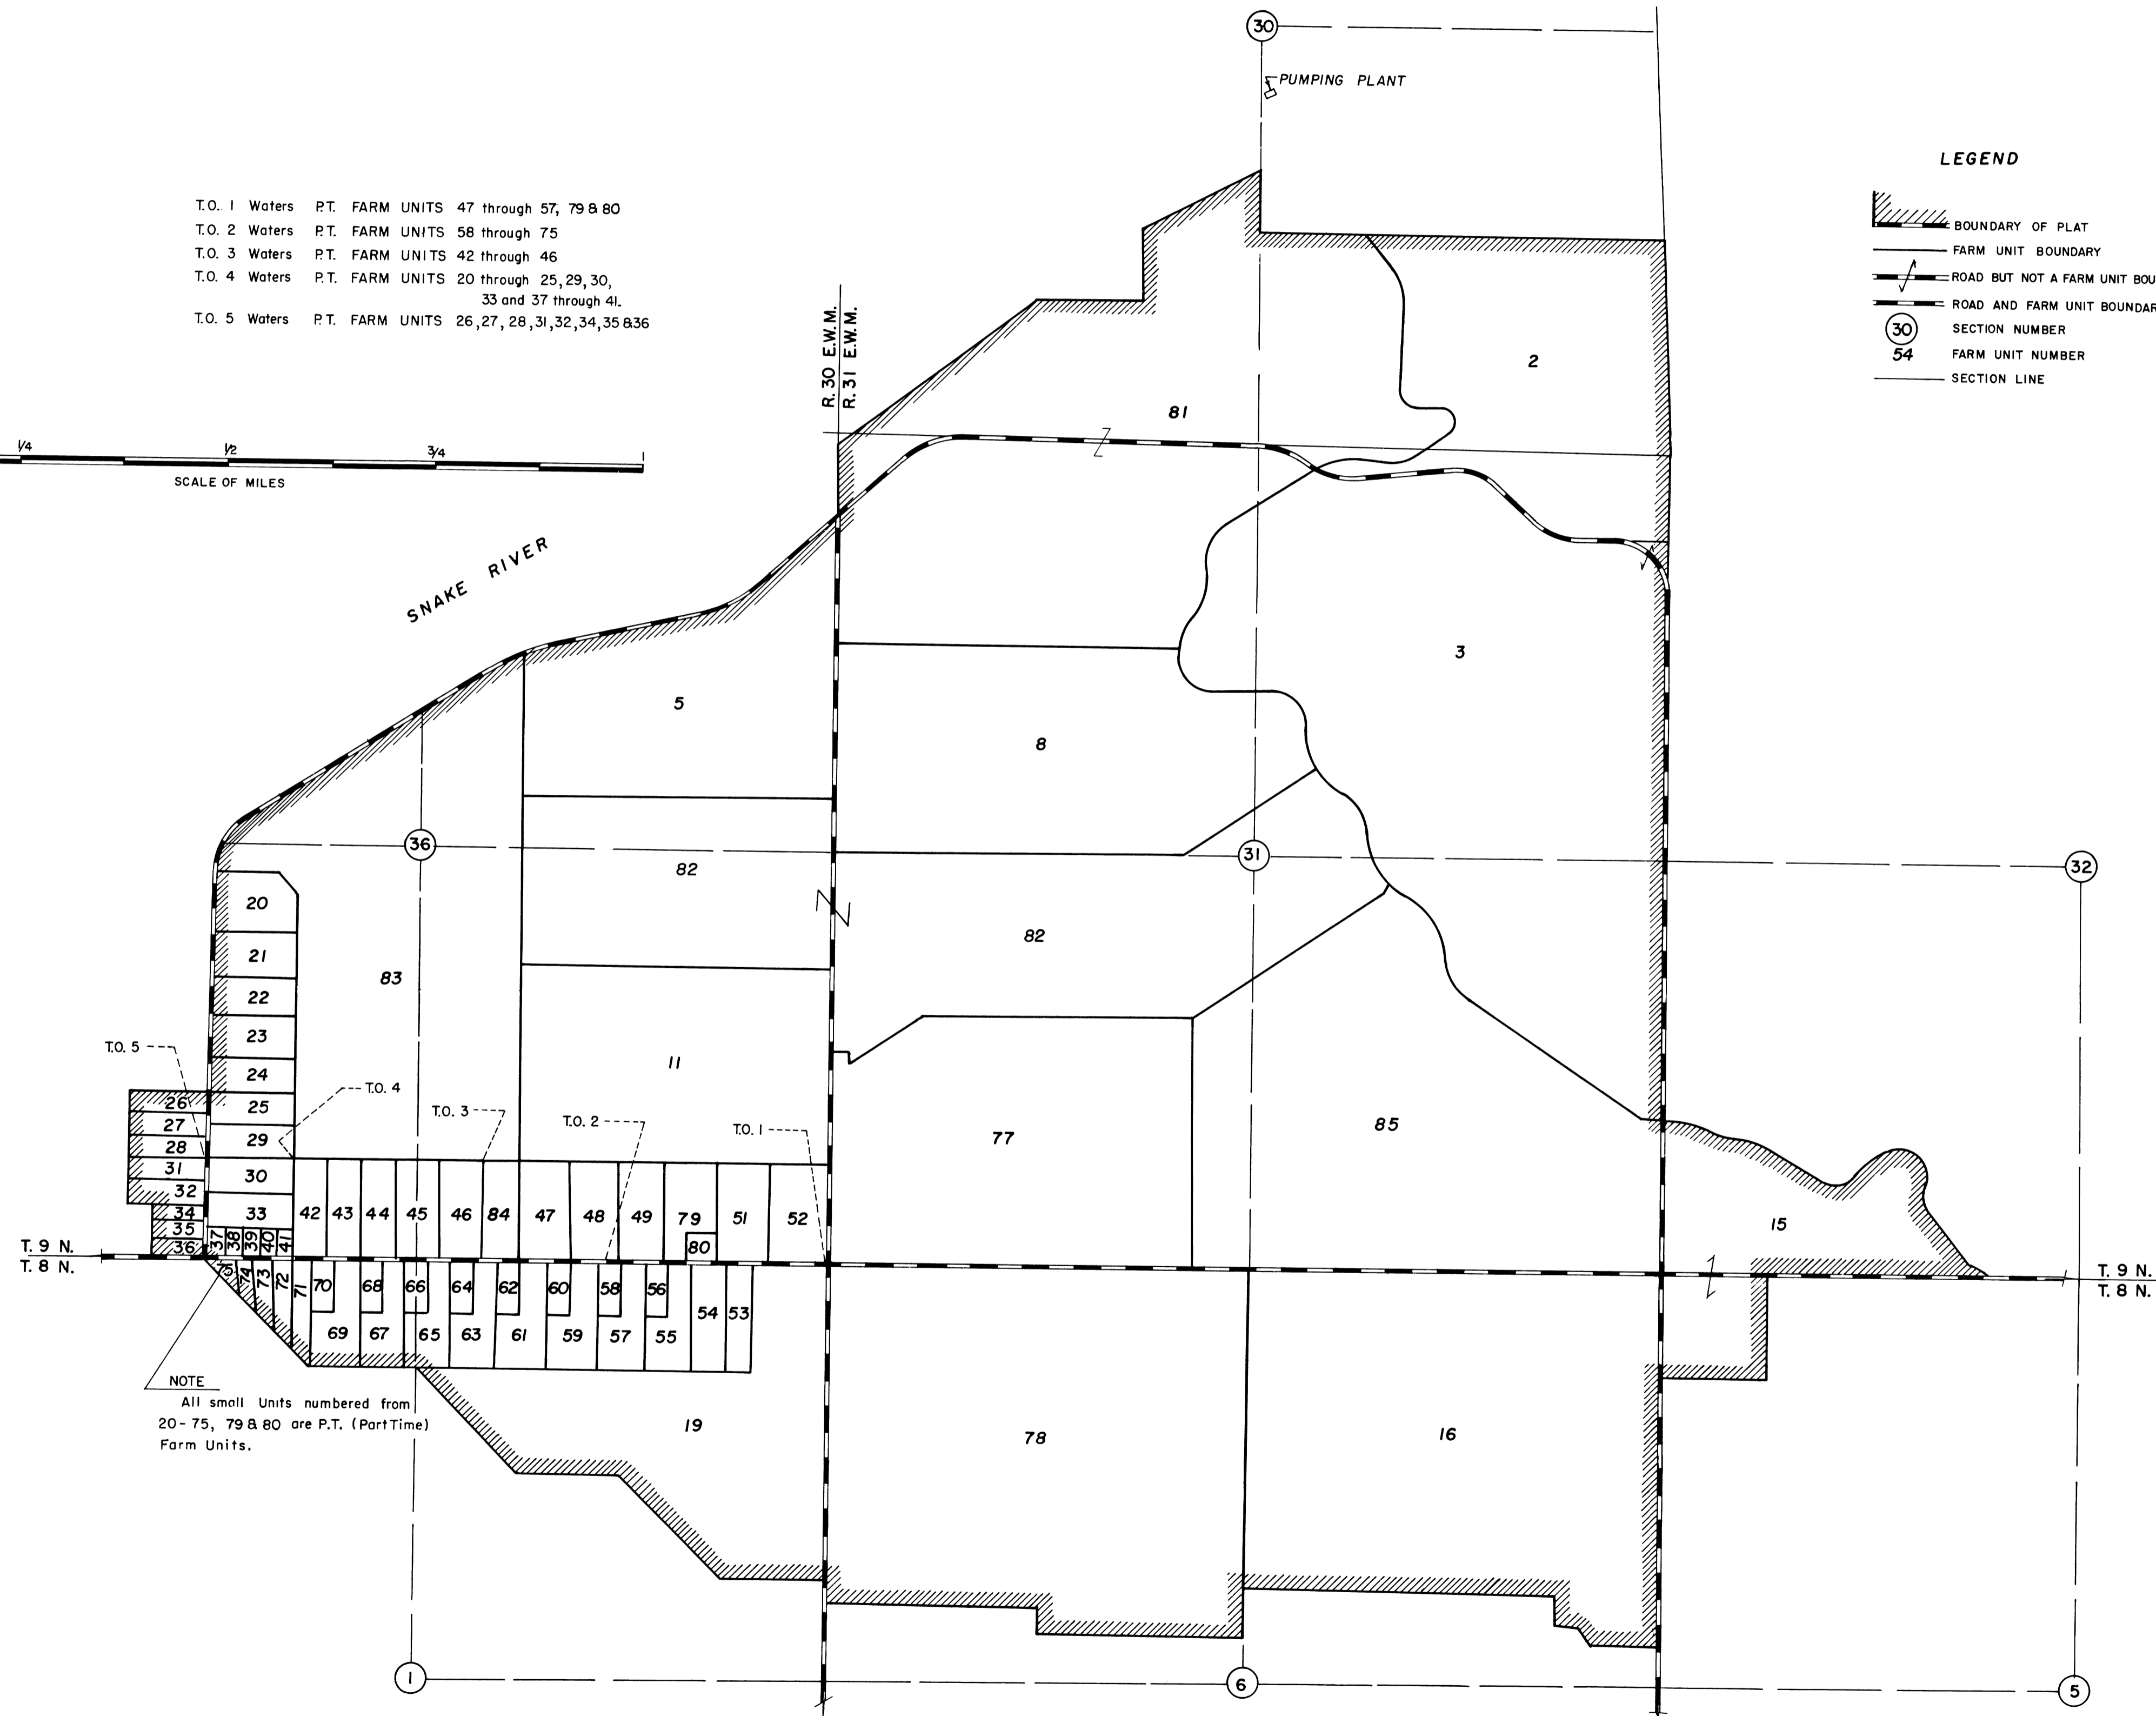 30
PUMPING PLANT
LEGEND
BOUNDARY OF PLAT
FARM UNIT BOUNDARY
ROAD BUT NOT A FARM UNIT BOU
ROAD AND FARM UNIT BOUNDAR
30 SECTION NUMBER
54 FARM UNIT NUMBER
SECTION LINE
T.O. 1 Waters P.T. FARM UNITS 47 through 57, 79 & 80
T.O. 2 Waters P.T. FARM UNITS 58 through 75
T.O. 3 Waters P.T. FARM UNITS 42 through 46
T.O. 4 Waters P.T. FARM UNITS 20 through 25, 29, 30,
33 and 37 through 41.
T.O. 5 Waters P.T. FARM UNITS 26, 27, 28, 31, 32, 34, 35 & 36
R. 30 E.W.M.
R. 31 E.W.M.
1/4 1/2 3/4 1
SCALE OF MILES
SNAKE RIVER
2
81
3
5
8
36
31
32
82
82
20
21
22
23
24
25
29
30
33
83
11
77
85
15
T.O. 5
T.O. 4
T.O. 3
T.O. 2
T.O. 1
26
27
28
31
32
34
35
36
37 38 39 40 41
42 43 44 45 46 84 47 48 49 79 51 52
80
T. 9 N.
T. 8 N.
T. 9 N.
T. 8 N.
75 74 73 72 71 70 68 66 64 62 60 58 56
69 67 65 63 61 59 57 55 54 53
NOTE
All small Units numbered from
20-75, 79 & 80 are P.T. (Part Time)
Farm Units.
19
78
16
1
6
5